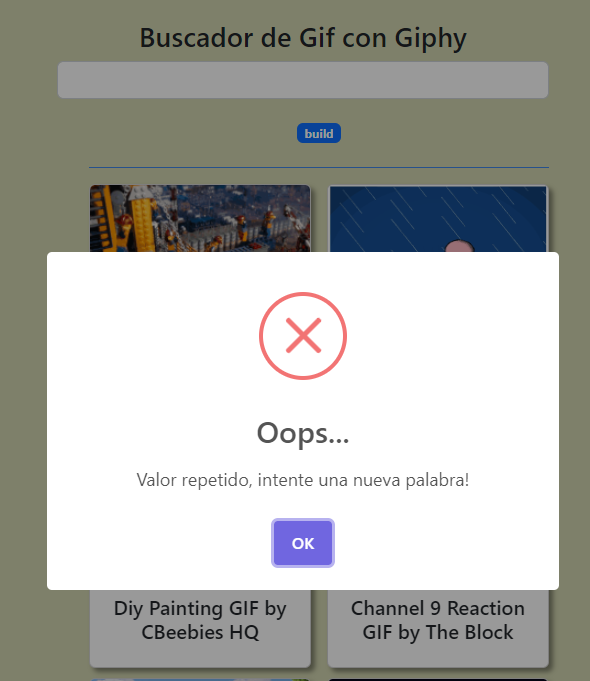 Buscador de Gif con Giphy
build
Oops...
Valor repetido, intente una nueva palabra!
OK
Diy Painting GIF by
CBeebies HQ
Channel 9 Reaction
GIF by The Block